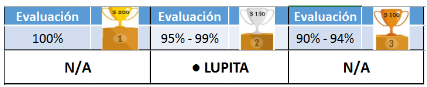 Evaluación $ 200 Evaluación $ 150 Evaluación $ 100
100% 1 95% - 99% 2 90% - 94% 3
N/A • LUPITA N/A